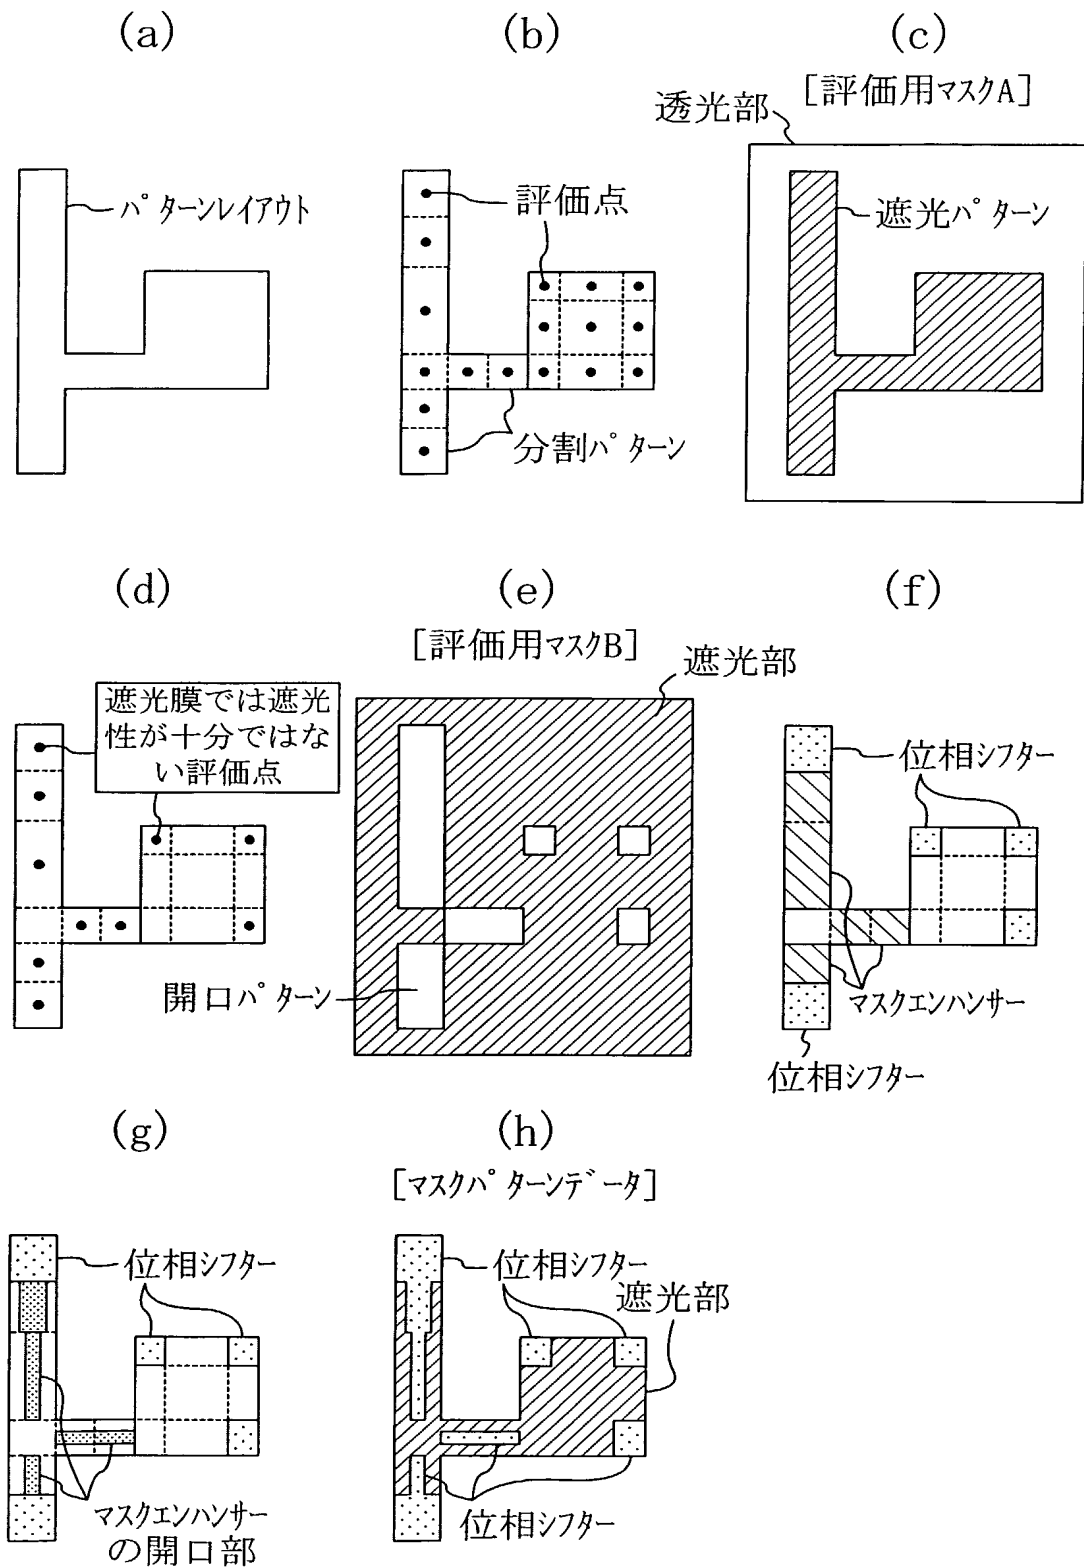 (a)
(b)
(c)
[評価用マスクA]
透光部
パターンレイアウト
評価点
遮光パターン
分割パターン
(d)
(e)
(f)
[評価用マスクB]
遮光部
遮光膜では遮光
性が十分ではな
い評価点
位相シフター
開口パターン
マスクエンハンサー
位相シフター
(g)
(h)
[マスクパターンデータ]
位相シフター
位相シフター
遮光部
マスクエンハンサー
の開口部
位相シフター